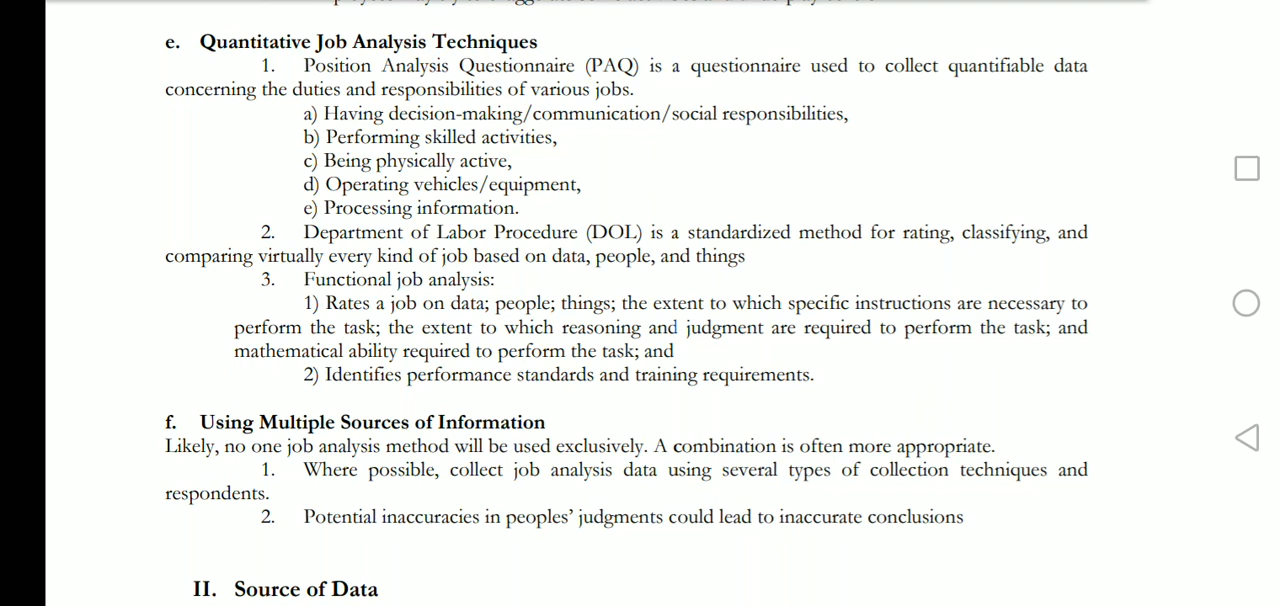 e. Quantitative Job Analysis Techniques
1. Position Analysis Questionnaire (PAQ) is a questionnaire used to collect quantifiable data
concerning the duties and responsibilities of various jobs.
a) Having decision-making/communication/social responsibilities,
b) Performing skilled activities,
c) Being physically active,
d) Operating vehicles/equipment,
e) Processing information.
2. Department of Labor Procedure (DOL) is a standardized method for rating, classifying, and
comparing virtually every kind of job based on data, people, and things
3. Functional job analysis:
1) Rates a job on data; people; things; the extent to which specific instructions are necessary to
perform the task; the extent to which reasoning and judgment are required to perform the task; and
mathematical ability required to perform the task; and
2) Identifies performance standards and training requirements.
f. Using Multiple Sources of Information
Likely, no one job analysis method will be used exclusively. A combination is often more appropriate.
1. Where possible, collect job analysis data using several types of collection techniques and
respondents.
2. Potential inaccuracies in peoples’ judgments could lead to inaccurate conclusions
II. Source of Data